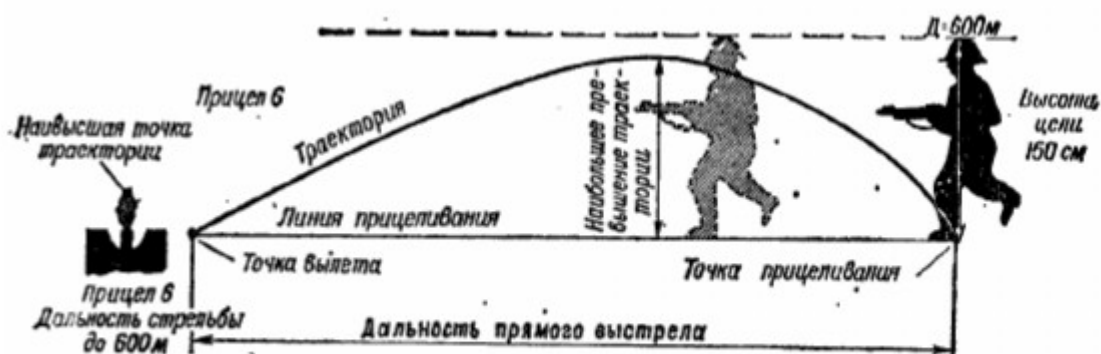 Д=600м
Прицел 6
Наивысшая точка
траектории
Траектория
Наибольшее пре-
вышение траек-
тории
Высота
цели
150 см
Линия прицеливания
Точка вылета
Точка прицеливания
Прицел 6
Дальность стрельбы
до 600м
Дальность прямого выстрела